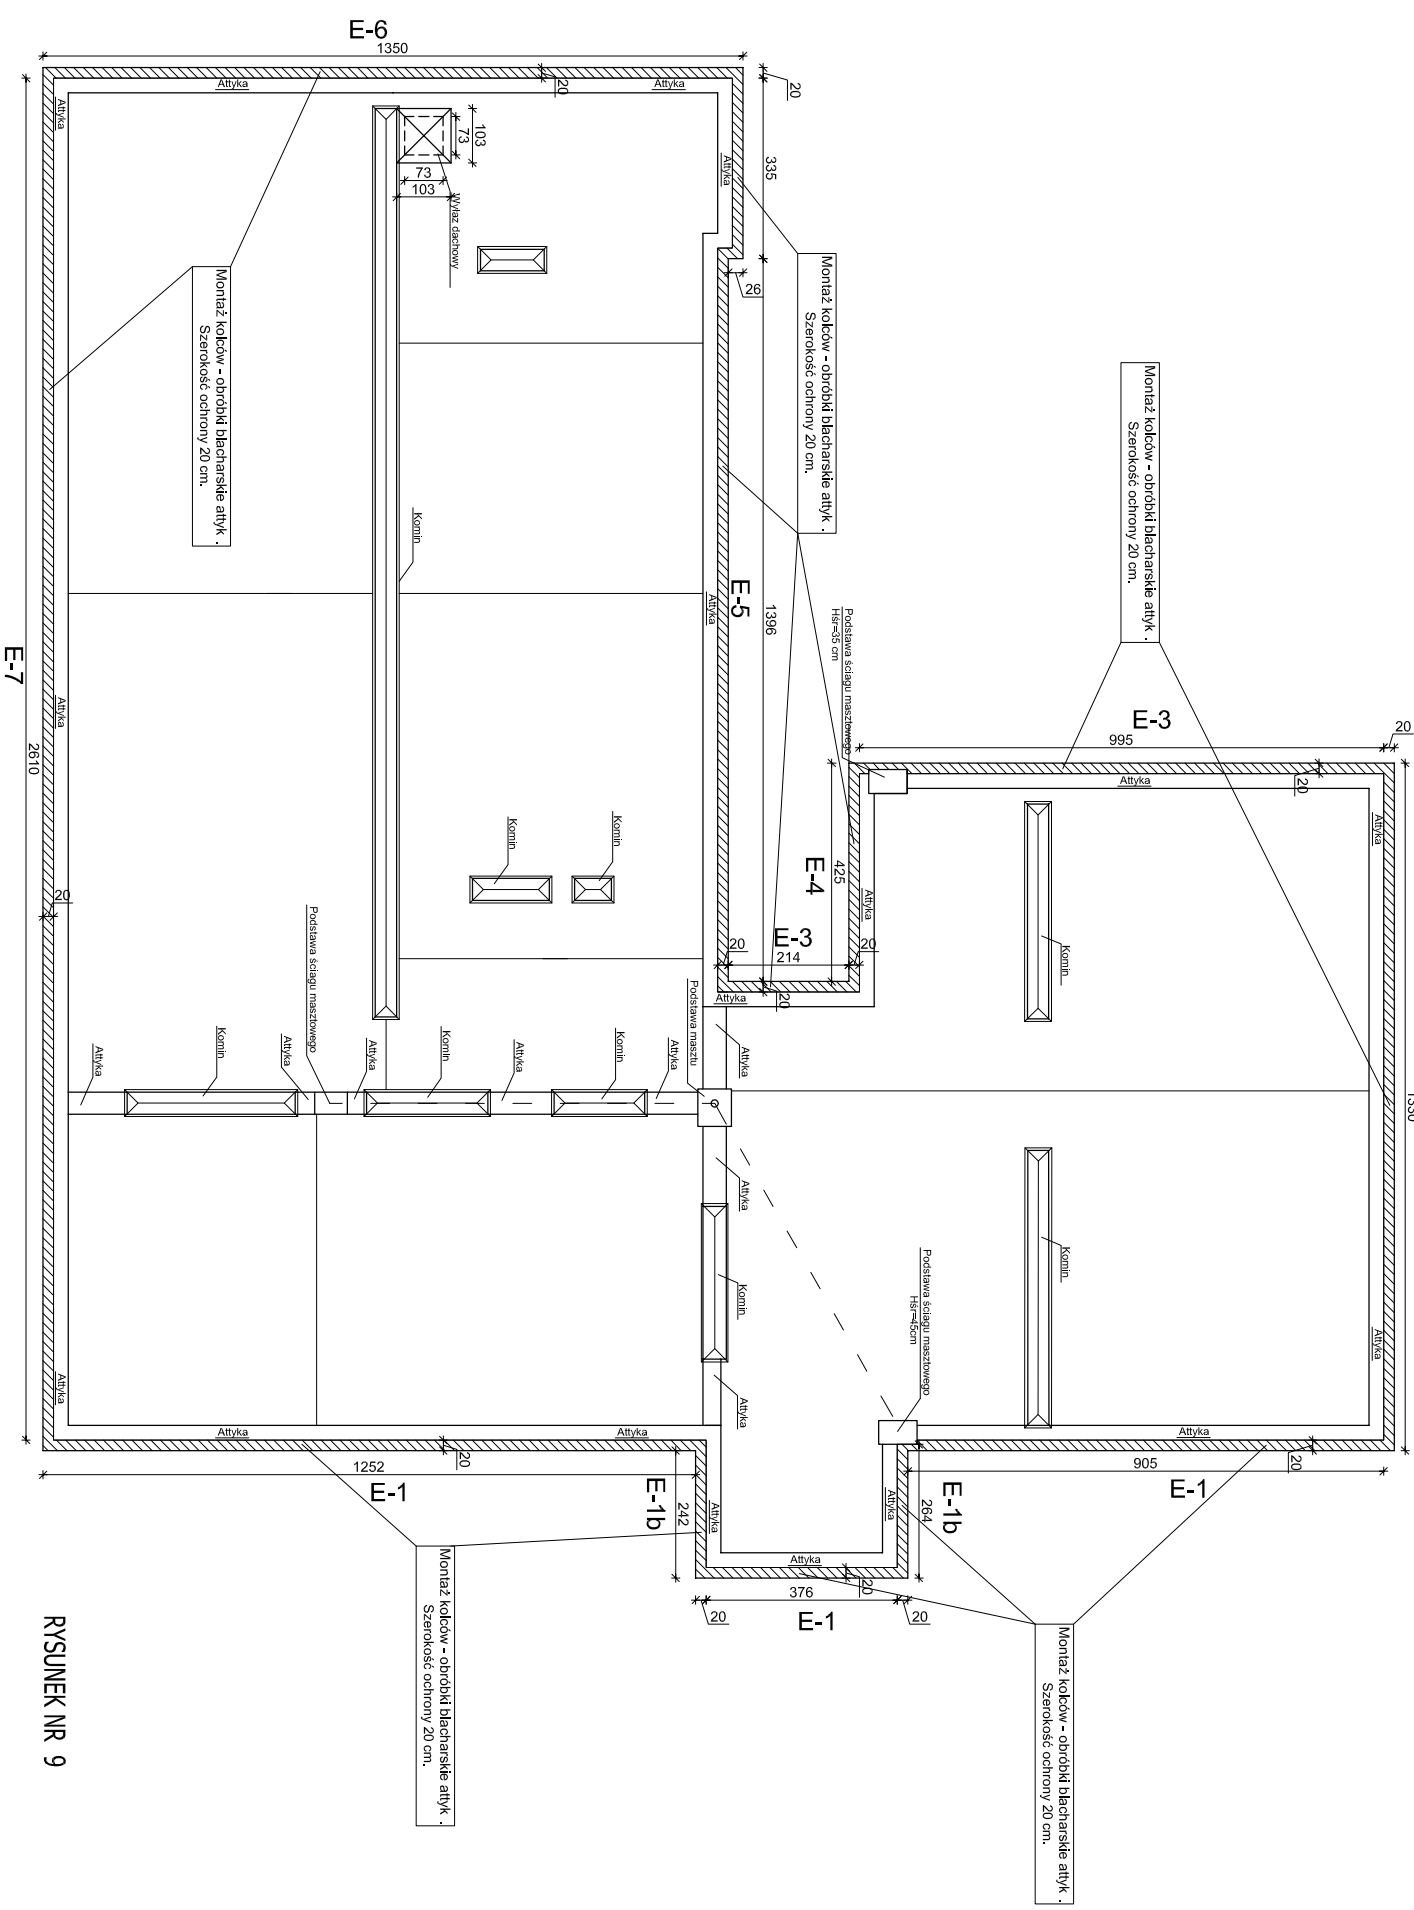 E-6
1350
20
20
Attyka
Attyka
Attyka
Attyka
103
73
73
103
Wyłaz dachowy
335
26
Montaż kolców - obróbki blacharskie attyk .
Szerokość ochrony 20 cm.
Montaż kolców - obróbki blacharskie attyk .
Szerokość ochrony 20 cm.
Montaż kolców - obróbki blacharskie attyk .
Szerokość ochrony 20 cm.
Komin
E-5
1396
Attyka
Podstawa ściągu masztowego
Hśr=35 cm
E-7
2610
Attyka
20
E-3
995
20
20
Attyka
Attyka
1330
E-4
425
Attyka
E-3
214
20
20
20
Attyka
Komin
Komin
Komin
Podstawa ściągu masztowego
Podstawa masztu
Attyka
Attyka
Komin
Attyka
Attyka
Komin
Attyka
Komin
Attyka
Attyka
Komin
Komin
Attyka
Podstawa ściągu masztowego
Hśr=45cm
Attyka
Attyka
Attyka
Attyka
Attyka
20
20
1252
E-1
E-1b
242
Attyka
Attyka
Attyka
20
264
E-1b
905
E-1
376
20
20
E-1
Montaż kolców - obróbki blacharskie attyk .
Szerokość ochrony 20 cm.
Montaż kolców - obróbki blacharskie attyk .
Szerokość ochrony 20 cm.
RYSUNEK NR 9